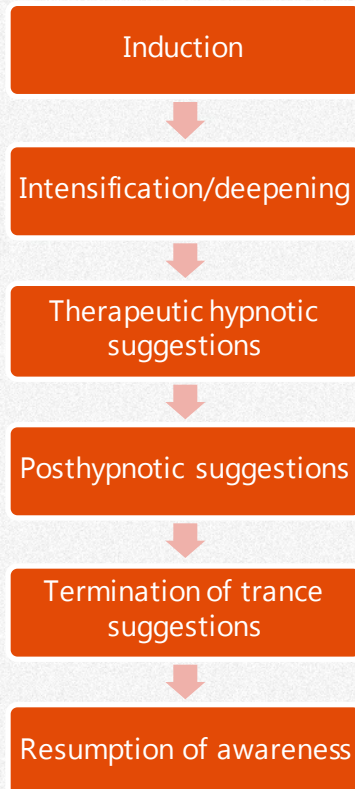 Induction
Intensification/deepening
Therapeutic hypnotic
suggestions
Posthypnotic suggestions
Termination of trance
suggestions
Resumption of awareness